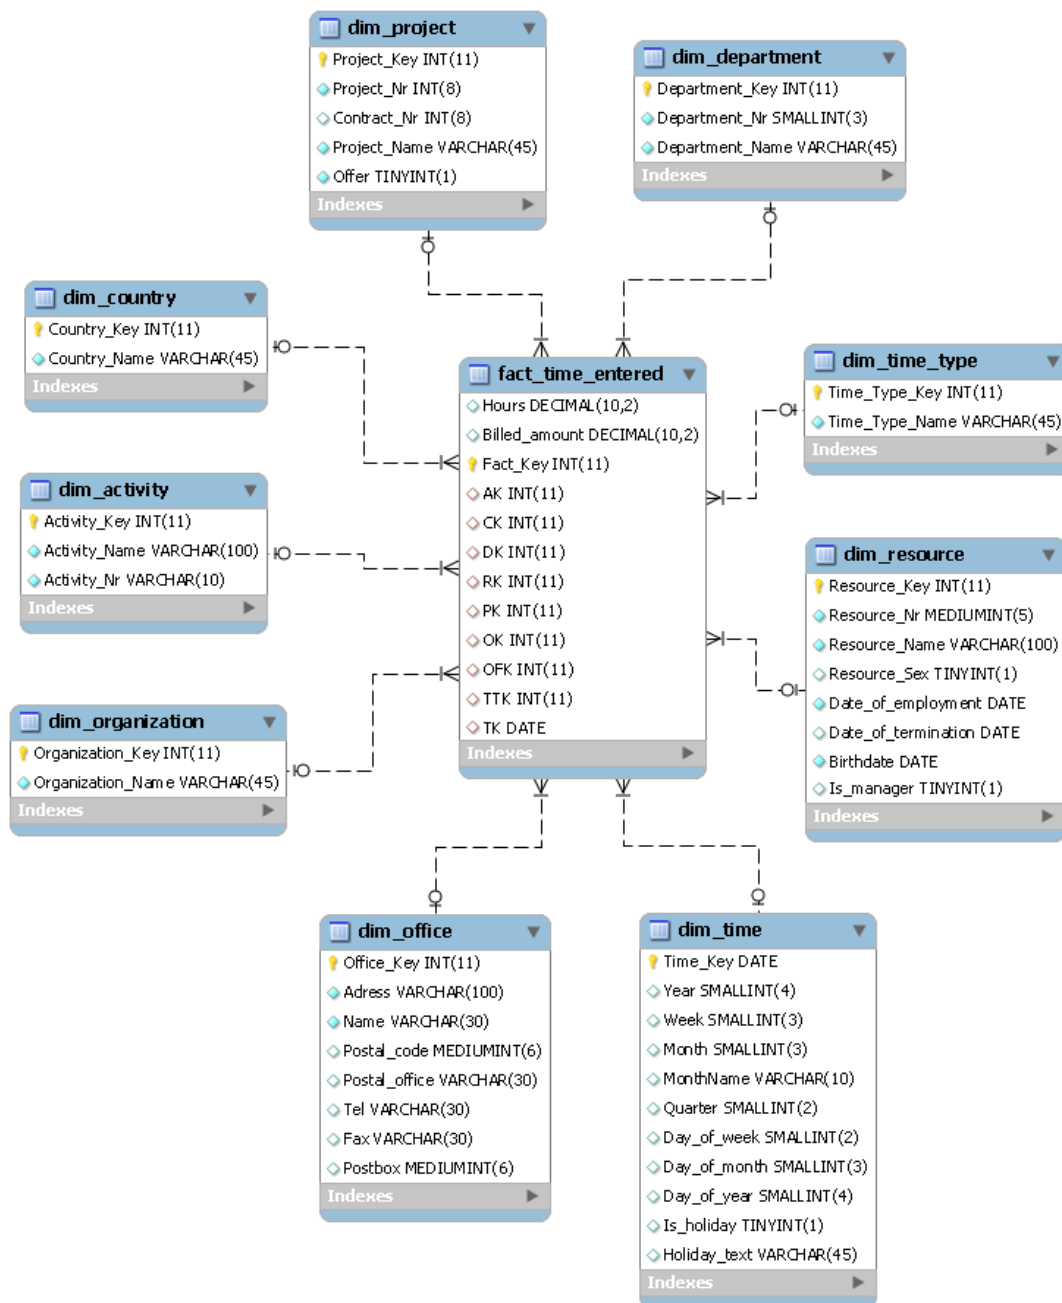 dim_project
Project_Key INT(11)
Project_Nr INT(8)
Contract_Nr INT(8)
Project_Name VARCHAR(45)
Offer TINYINT(1)
Indexes
dim_department
Department_Key INT(11)
Department_Nr SMALLINT(3)
Department_Name VARCHAR(45)
Indexes
dim_country
Country_Key INT(11)
Country_Name VARCHAR(45)
Indexes
fact_time_entered
Hours DECIMAL(10,2)
Billed_amount DECIMAL(10,2)
Fact_Key INT(11)
AK INT(11)
CK INT(11)
DK INT(11)
RK INT(11)
PK INT(11)
OK INT(11)
OFK INT(11)
TTK INT(11)
TK DATE
Indexes
dim_time_type
Time_Type_Key INT(11)
Time_Type_Name VARCHAR(45)
Indexes
dim_activity
Activity_Key INT(11)
Activity_Name VARCHAR(100)
Activity_Nr VARCHAR(10)
Indexes
dim_resource
Resource_Key INT(11)
Resource_Nr MEDIUMINT(5)
Resource_Name VARCHAR(100)
Resource_Sex TINYINT(1)
Date_of_employment DATE
Date_of_termination DATE
Birthdate DATE
Is_manager TINYINT(1)
Indexes
dim_organization
Organization_Key INT(11)
Organization_Name VARCHAR(45)
Indexes
dim_office
Office_Key INT(11)
Adress VARCHAR(100)
Name VARCHAR(30)
Postal_code MEDIUMINT(6)
Postal_office VARCHAR(30)
Tel VARCHAR(30)
Fax VARCHAR(30)
Postbox MEDIUMINT(6)
Indexes
dim_time
Time_Key DATE
Year SMALLINT(4)
Week SMALLINT(3)
Month SMALLINT(3)
MonthName VARCHAR(10)
Quarter SMALLINT(2)
Day_of_week SMALLINT(2)
Day_of_month SMALLINT(3)
Day_of_year SMALLINT(4)
Is_holiday TINYINT(1)
Holiday_text VARCHAR(45)
Indexes